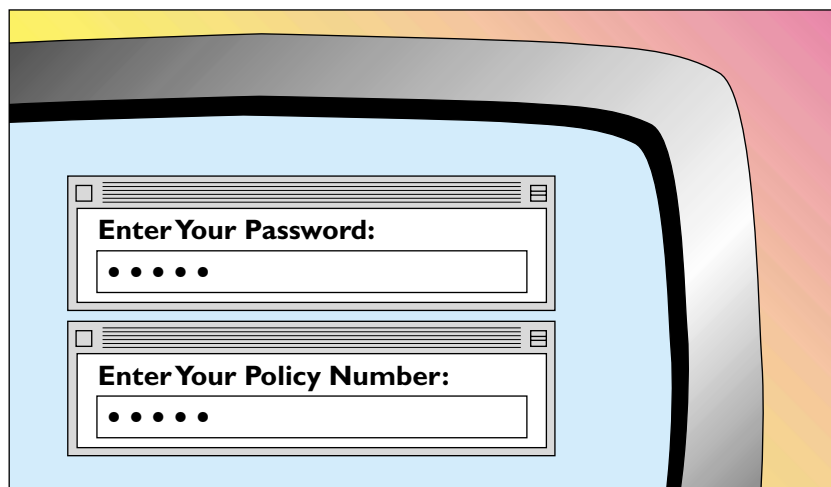 Enter Your Password:
•••••
Enter Your Policy Number:
•••••